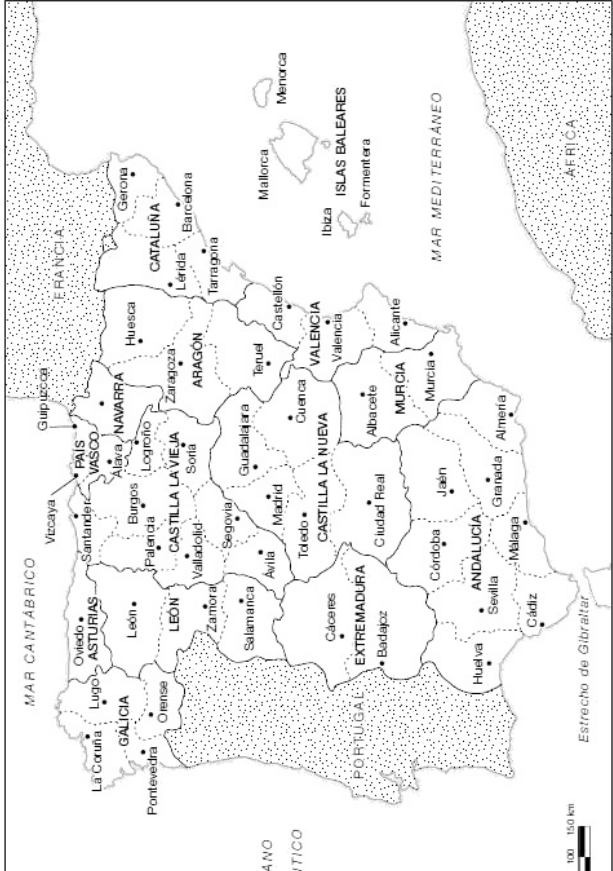 MAR CANTÁBRICO
FRANCIA
Vizcaya
Guipúzcoa
La Coruña
Lugo
Oviedo
ASTURIAS
Santander
PAÍS
VASCO
Álava
NAVARRA
GALICIA
Pontevedra
Orense
León
LEÓN
Palencia
Burgos
Logroño
Huesca
Gerona
CATALUÑA
Lérida
Barcelona
Tarragona
CASTILLA LA VIEJA
Soria
Zaragoza
ARAGÓN
Valladolid
Zamora
Salamanca
Segovia
Ávila
Guadalajara
Teruel
Madrid
Cuenca
Castellón
Toledo
CASTILLA LA NUEVA
VALENCIA
Valencia
Menorca
Mallorca
ISLAS BALEARES
Ibiza
Formentera
PORTUGAL
Cáceres
EXTREMADURA
Badajoz
Ciudad Real
Albacete
MURCIA
Murcia
Alicante
MAR MEDITERRÁNEO
Córdoba
Jaén
ANDALUCÍA
Huelva
Sevilla
Granada
Almería
Málaga
Cádiz
Estrecho de Gibraltar
ÁFRICA
100 150 km